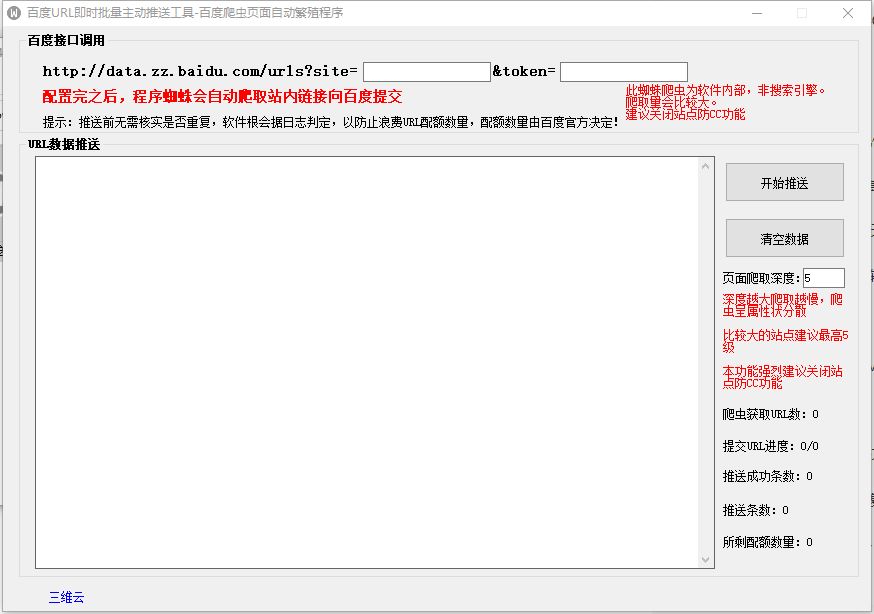 百度URL即时批量主动推送工具-百度爬虫页面自动繁殖程序
百度接口调用
http://data.zz.baidu.com/urls?site= &token=
配置完之后，程序蜘蛛会自动爬取站内链接向百度提交
此蜘蛛爬虫为软件内部，非搜索引擎。
爬取量会比较大。
建议关闭站点防CC功能
提示：推送前无需核实是否重复，软件根会据日志判定，以防止浪费URL配额数量，配额数量由百度官方决定！
URL数据推送
开始推送
清空数据
页面爬取深度：5
深度越大爬取越慢，爬
虫呈属性状分散
比较大的站点建议最高5
级
本功能强烈建议关闭站
点防CC功能
爬虫获取URL数：0
提交URL进度：0/0
推送成功条数：0
推送条数：0
所剩配额数量：0
三维云